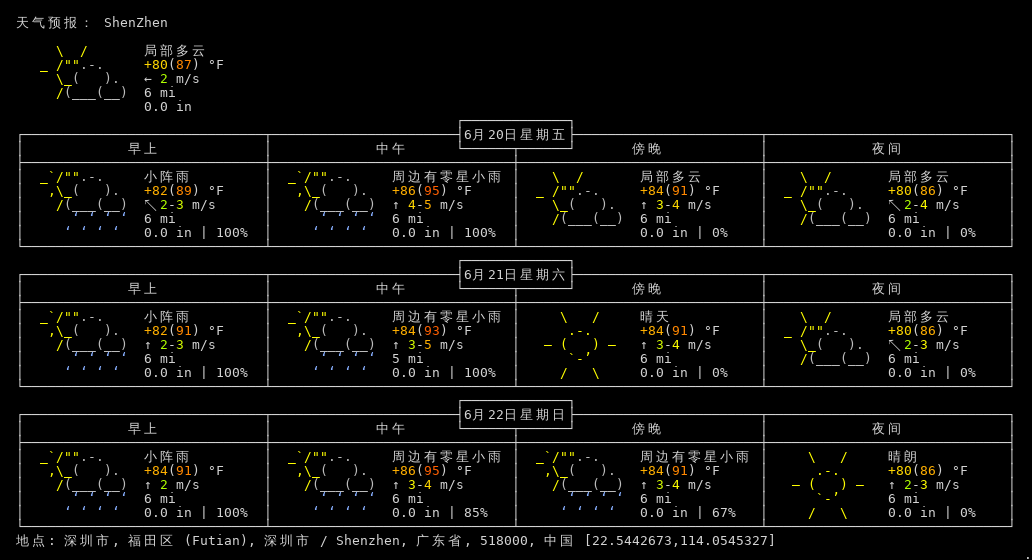 天气预报： ShenZhen
局部多云
+80(87) °F
← 2 m/s
6 mi
0.0 in
6月20日星期五
早上 中午 傍晚 夜间
小阵雨 周边有零星小雨 局部多云 局部多云
+82(89) °F +86(95) °F +84(91) °F +80(86) °F
↖ 2-3 m/s ↑ 4-5 m/s ↑ 3-4 m/s ↖ 2-4 m/s
6 mi 6 mi 6 mi 6 mi
0.0 in | 100% 0.0 in | 100% 0.0 in | 0% 0.0 in | 0%
6月21日星期六
早上 中午 傍晚 夜间
小阵雨 周边有零星小雨 晴天 局部多云
+82(91) °F +84(93) °F +84(91) °F +80(86) °F
↑ 2-3 m/s ↑ 3-5 m/s ↑ 3-4 m/s ↖ 2-3 m/s
6 mi 5 mi 6 mi 6 mi
0.0 in | 100% 0.0 in | 100% 0.0 in | 0% 0.0 in | 0%
6月22日星期日
早上 中午 傍晚 夜间
小阵雨 周边有零星小雨 周边有零星小雨 晴朗
+84(91) °F +86(95) °F +84(91) °F +80(86) °F
↑ 2 m/s ↑ 3-4 m/s ↑ 3-4 m/s ↑ 2-3 m/s
6 mi 6 mi 6 mi 6 mi
0.0 in | 100% 0.0 in | 85% 0.0 in | 67% 0.0 in | 0%
地点: 深圳市, 福田区 (Futian), 深圳市 / Shenzhen, 广东省, 518000, 中国 [22.5442673,114.0545327]